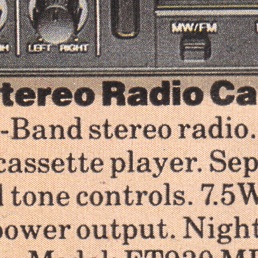 MW/FM
LEFT RIGHT
tereo Radio Ca
-Band stereo radio.
cassette player. Sep
tone controls. 7.5W
power output. Night